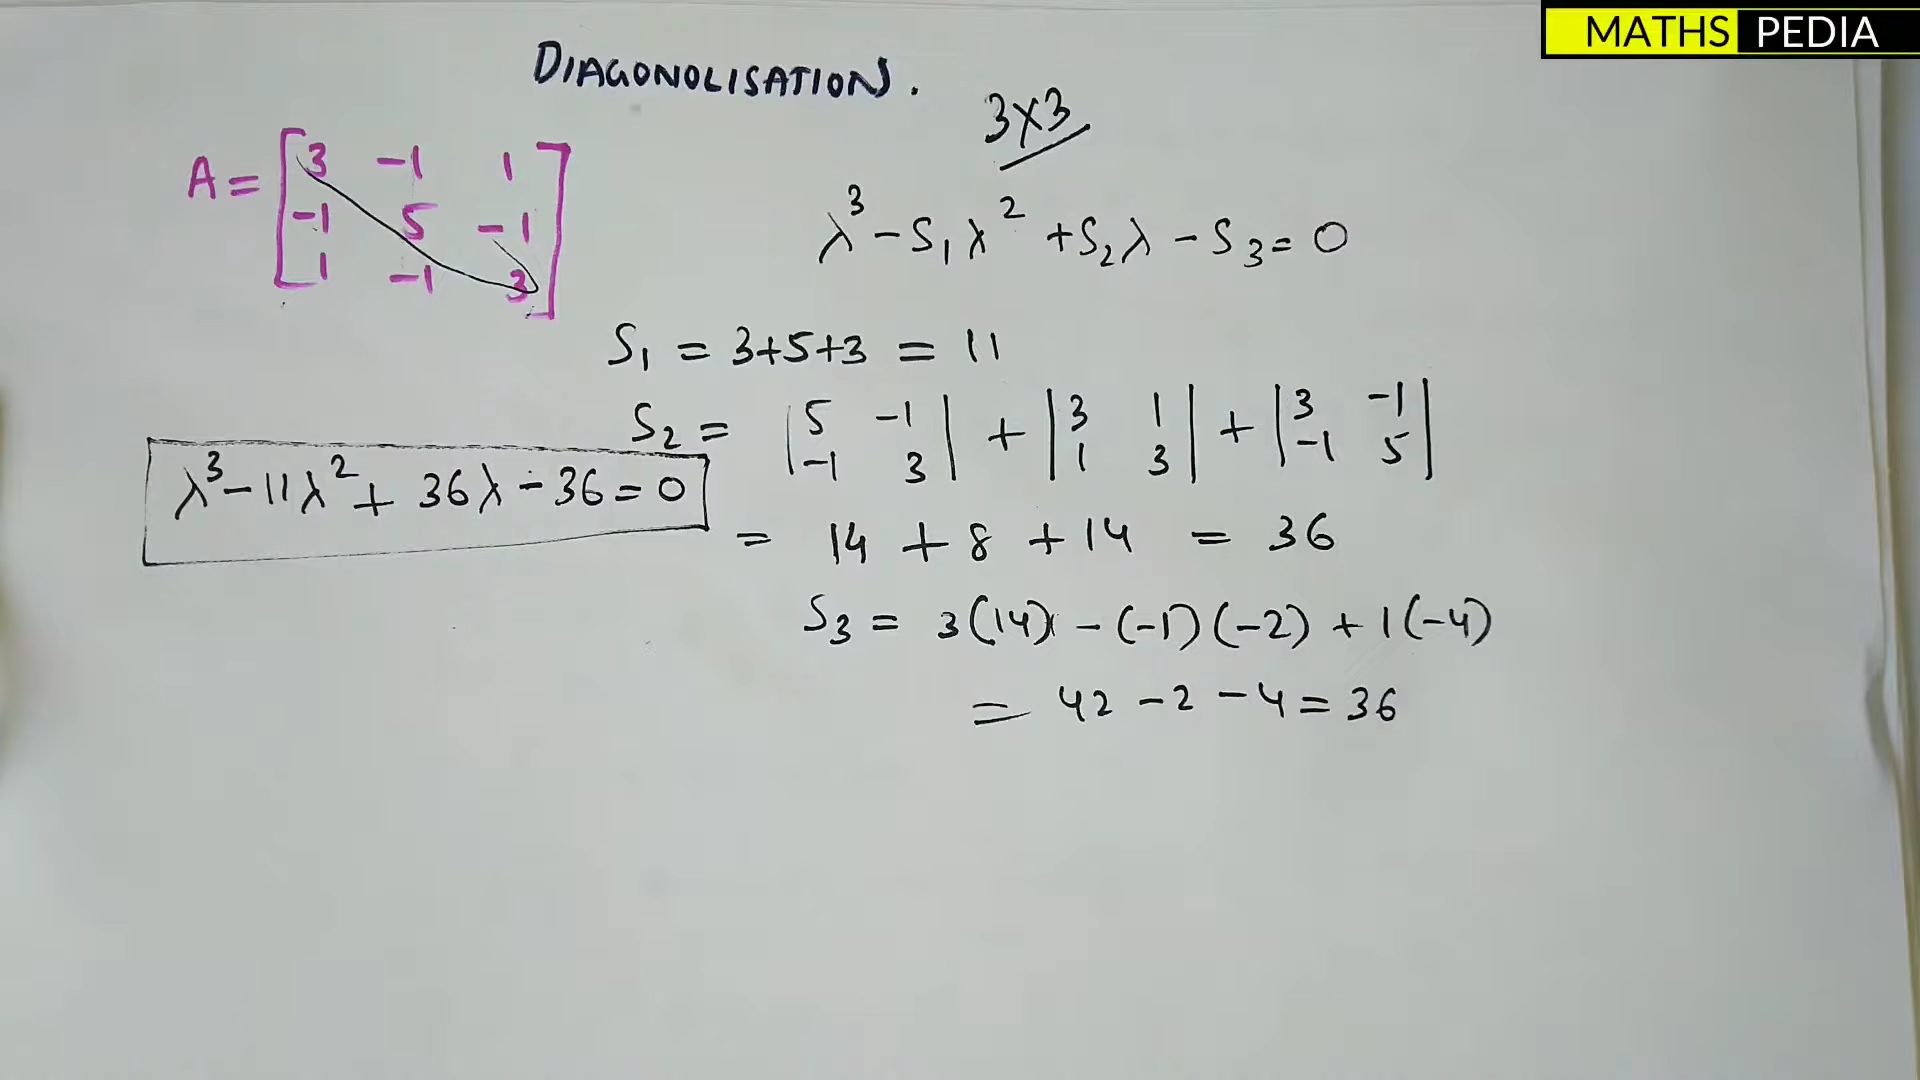 MATHS PEDIA
DIAGONOLISATION.
3×3
A = [3 -1 1
-1 5 -1
1 -1 3]
λ³ - S₁λ² + S₂λ - S₃ = 0
S₁ = 3+5+3 = 11
S₂ = |5 -1| + |3 1| + |3 -1|
|-1 3| |1 3| |-1 5|
λ³ - 11λ² + 36λ - 36 = 0
= 14 + 8 + 14 = 36
S₃ = 3(14) - (-1)(-2) + 1(-4)
= 42 - 2 - 4 = 36